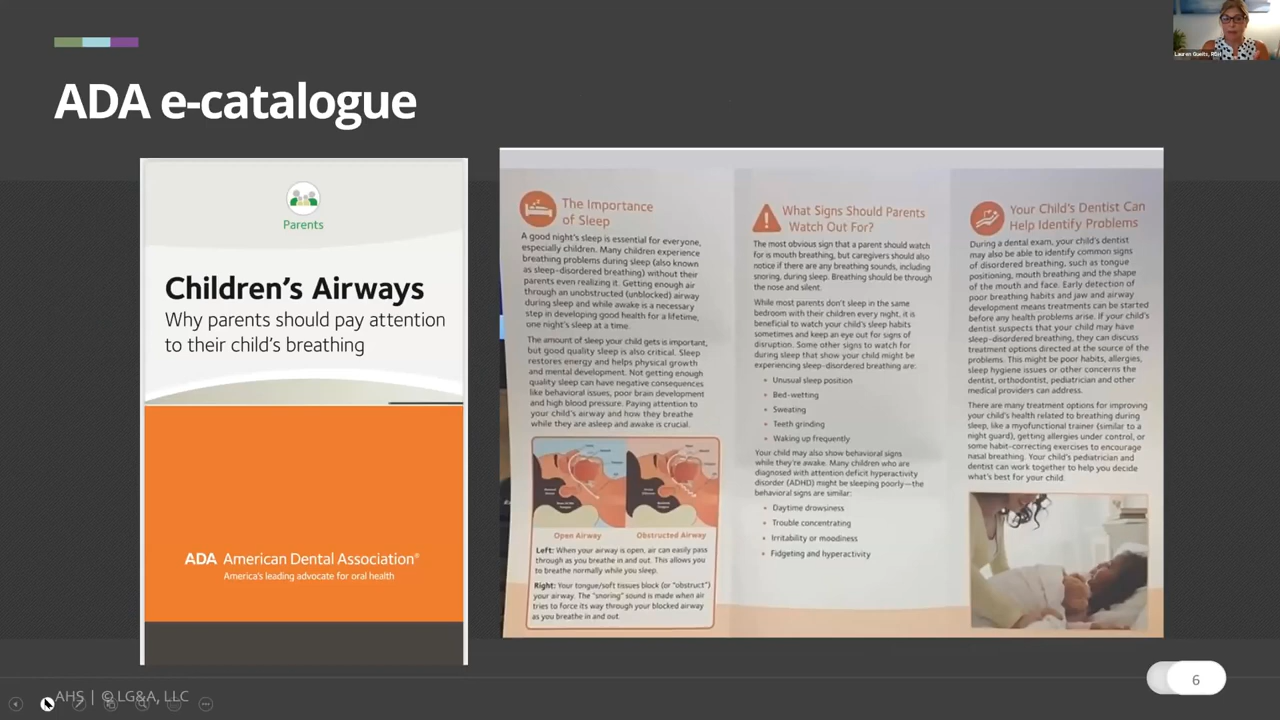 ADA e-catalogue
Lauren Gueits, RDH
Parents
Children's Airways
Why parents should pay attention
to their child's breathing
ADA American Dental Association®
America's leading advocate for oral health
The Importance
of Sleep
A good night's sleep is essential for everyone,
especially children. Many children experience
breathing problems during sleep (also known
as sleep-disordered breathing) without their
parents even realizing it. Getting enough air
through an unobstructed (unblocked) airway
during sleep and while awake is a necessary
step in developing good health for a lifetime,
one night's sleep at a time.
The amount of sleep your child gets is important,
but good quality sleep is also critical. Sleep
restores energy and helps physical growth
and mental development. Not getting enough
quality sleep can have negative consequences
like behavioral issues, poor brain development
and high blood pressure. Paying attention to
your child's airway and how they breathe
while they are asleep and awake is crucial.
Open Airway
Obstructed Airway
Left: When your airway is open, air can easily pass
through as you breathe in and out. This allows you
to breathe normally while you sleep.
Right: Your tongue/soft tissues block (or "obstruct")
your airway. The "snoring" sound is made when air
tries to force its way through your blocked airway
as you breathe in and out.
What Signs Should Parents
Watch Out For?
The most obvious sign that a parent should watch
for is mouth breathing, but caregivers should also
notice if there are any breathing sounds, including
snoring, during sleep. Breathing should be through
the nose and silent.
While most parents don't sleep in the same
bedroom with their children every night, it is
beneficial to watch your child's sleep habits
sometimes and keep an eye out for signs of
disruption. Some other signs to watch for
during sleep that show your child might be
experiencing sleep-disordered breathing are:
• Unusual sleep position
• Bed-wetting
• Sweating
• Teeth grinding
• Waking up frequently
Your child may also show behavioral signs
while they're awake. Many children who are
diagnosed with attention deficit hyperactivity
disorder (ADHD) might be sleeping poorly—the
behavioral signs are similar:
• Daytime drowsiness
• Trouble concentrating
• Irritability or moodiness
• Fidgeting and hyperactivity
Your Child's Dentist Can
Help Identify Problems
During a dental exam, your child's dentist
may also be able to identify common signs
of disordered breathing, such as tongue
positioning, mouth breathing and the shape
of the mouth and face. Early detection of
poor breathing habits and jaw and airway
development means treatments can be started
before any health problems arise. If your child's
dentist suspects that your child may have
sleep-disordered breathing, they can discuss
treatment options directed at the source of the
problems. This might be poor habits, allergies,
sleep hygiene issues or other concerns the
dentist, orthodontist, pediatrician and other
medical providers can address.
There are many treatment options for improving
your child's health related to breathing during
sleep, like a myofunctional trainer (similar to a
night guard), getting allergies under control, or
some habit-correcting exercises to encourage
nasal breathing. Your child's pediatrician and
dentist can work together to help you decide
what's best for your child.
AHS | © LG&A, LLC
6